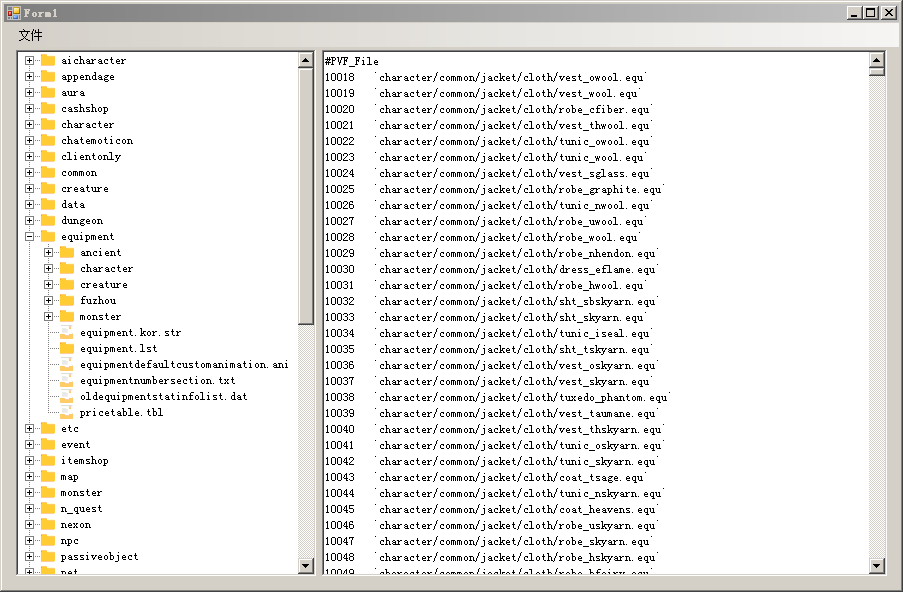 Form1
文件
aicharacter
appendage
aura
cashshop
character
chatemoticon
clientonly
common
creature
data
dungeon
equipment
ancient
character
creature
fuzhou
monster
equipment.kor.str
equipment.lst
equipmentdefaultcustomanimation.ani
equipmentnumbersection.txt
oldequipmentstatinfolist.dat
pricetable.tbl
etc
event
itemshop
map
monster
n_quest
nexon
npc
passiveobject
pet
#PVF_File
10018 `character/common/jacket/cloth/vest_owool.equ`
10019 `character/common/jacket/cloth/vest_wool.equ`
10020 `character/common/jacket/cloth/robe_cfiber.equ`
10021 `character/common/jacket/cloth/vest_thwool.equ`
10022 `character/common/jacket/cloth/tunic_owool.equ`
10023 `character/common/jacket/cloth/tunic_wool.equ`
10024 `character/common/jacket/cloth/vest_sglass.equ`
10025 `character/common/jacket/cloth/robe_graphite.equ`
10026 `character/common/jacket/cloth/tunic_nwool.equ`
10027 `character/common/jacket/cloth/robe_uwool.equ`
10028 `character/common/jacket/cloth/robe_wool.equ`
10029 `character/common/jacket/cloth/robe_nhendon.equ`
10030 `character/common/jacket/cloth/dress_eflame.equ`
10031 `character/common/jacket/cloth/robe_hwool.equ`
10032 `character/common/jacket/cloth/sht_sbskyarn.equ`
10033 `character/common/jacket/cloth/sht_skyarn.equ`
10034 `character/common/jacket/cloth/tunic_iseal.equ`
10035 `character/common/jacket/cloth/sht_tskyarn.equ`
10036 `character/common/jacket/cloth/vest_oskyarn.equ`
10037 `character/common/jacket/cloth/vest_skyarn.equ`
10038 `character/common/jacket/cloth/tuxedo_phantom.equ`
10039 `character/common/jacket/cloth/vest_taumane.equ`
10040 `character/common/jacket/cloth/vest_thskyarn.equ`
10041 `character/common/jacket/cloth/tunic_oskyarn.equ`
10042 `character/common/jacket/cloth/tunic_skyarn.equ`
10043 `character/common/jacket/cloth/coat_tsage.equ`
10044 `character/common/jacket/cloth/tunic_nskyarn.equ`
10045 `character/common/jacket/cloth/coat_heavens.equ`
10046 `character/common/jacket/cloth/robe_uskyarn.equ`
10047 `character/common/jacket/cloth/robe_skyarn.equ`
10048 `character/common/jacket/cloth/robe_hskyarn.equ`
10049 `character/common/jacket/cloth/robe_bfairy.equ`